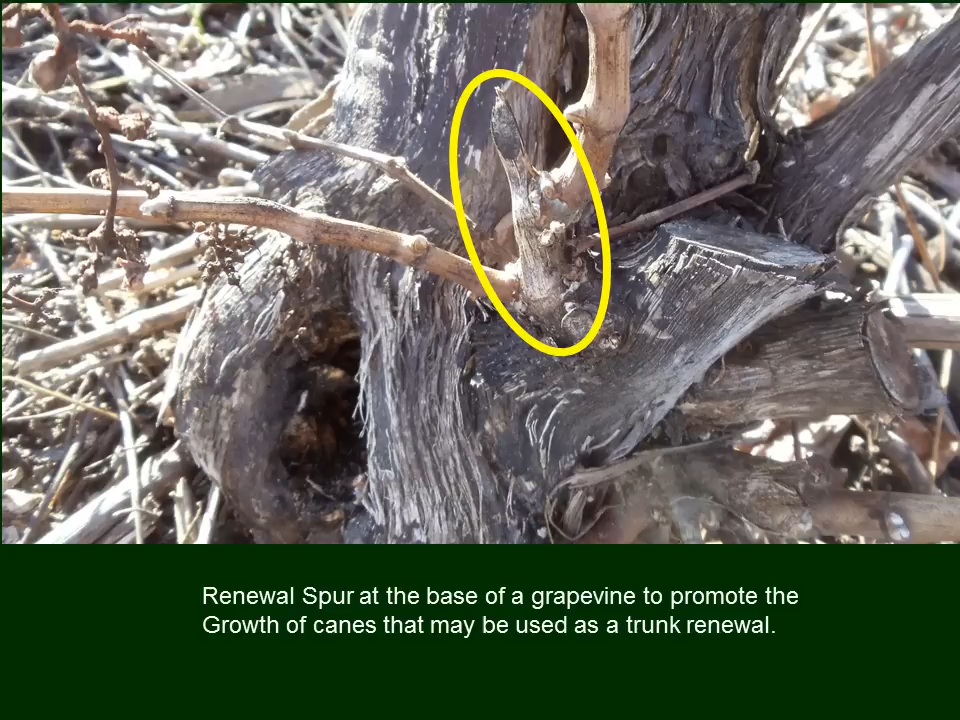 Renewal Spur at the base of a grapevine to promote the
Growth of canes that may be used as a trunk renewal.